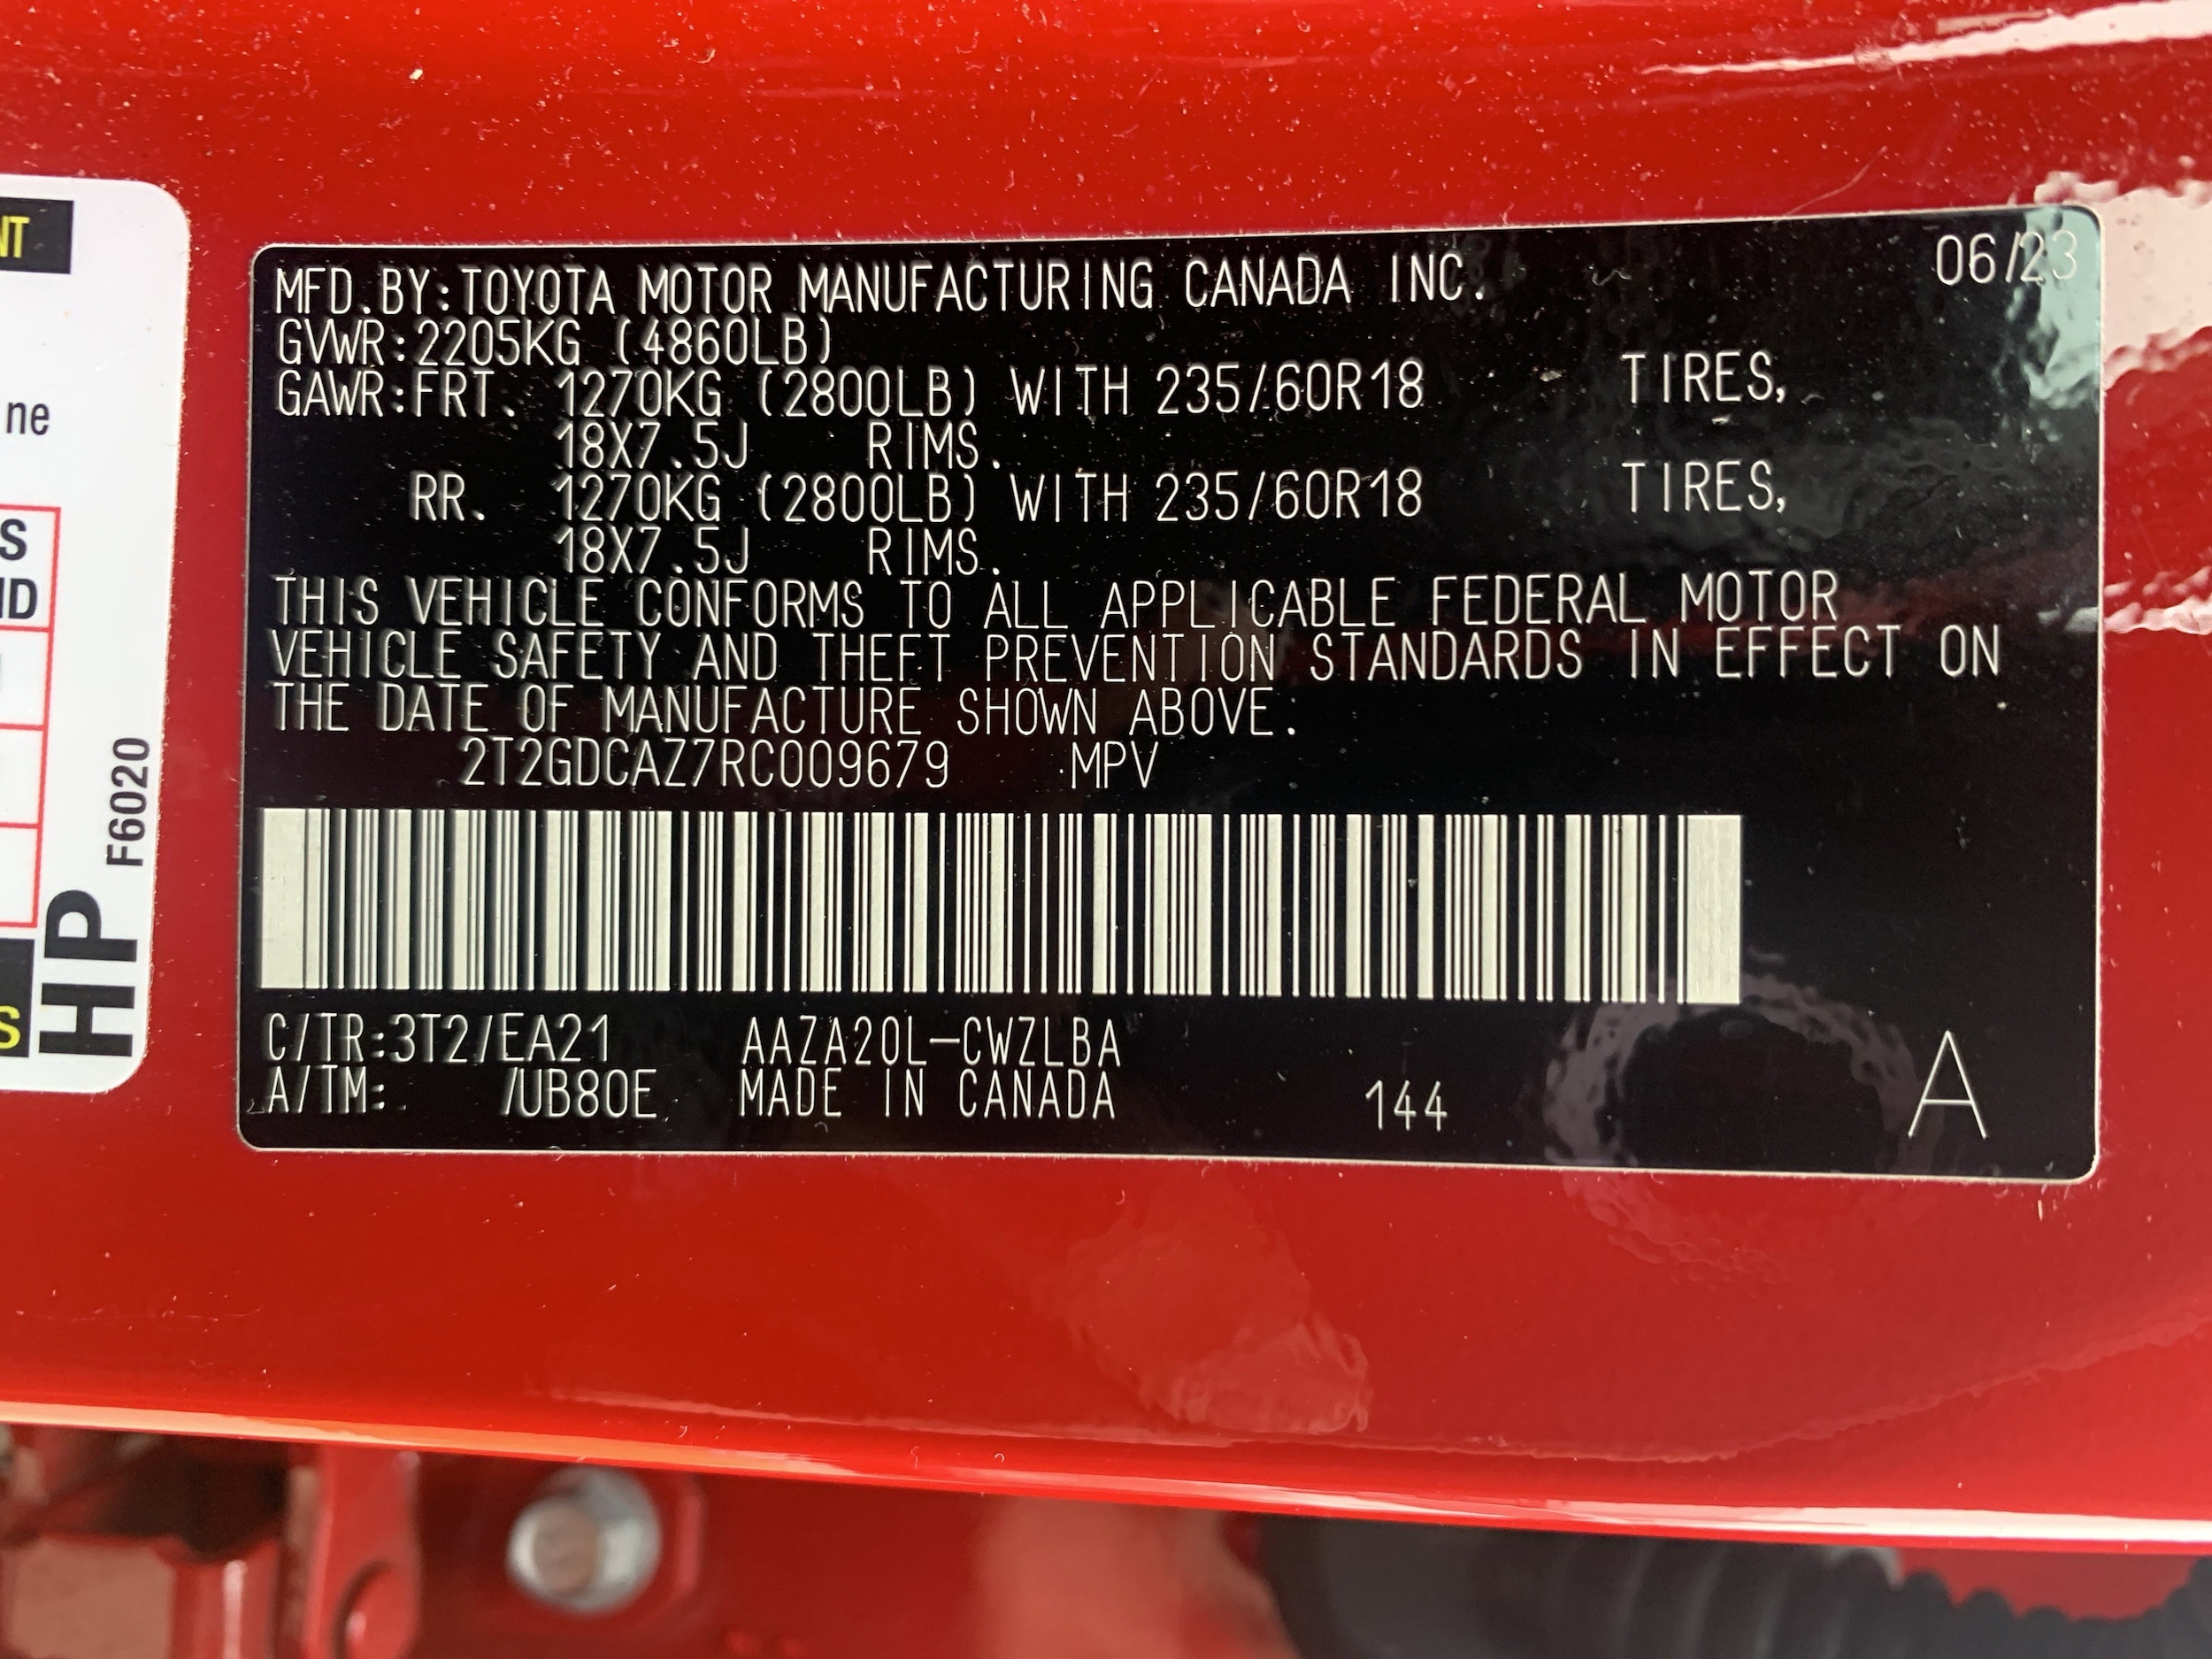 NT
ne
S
ND
S
HP
F6020
06/23
MFD.BY:TOYOTA MOTOR MANUFACTURING CANADA INC.
GVWR:2205KG (4860LB)
GAWR:FRT. 1270KG (2800LB) WITH 235/60R18 TIRES,
18X7.5J RIMS.
RR. 1270KG (2800LB) WITH 235/60R18 TIRES,
18X7.5J RIMS.
THIS VEHICLE CONFORMS TO ALL APPLICABLE FEDERAL MOTOR
VEHICLE SAFETY AND THEFT PREVENTION STANDARDS IN EFFECT ON
THE DATE OF MANUFACTURE SHOWN ABOVE.
2T2GDCAZ7RC009679 MPV
C/TR:3T2/EA21 AAZA20L-CWZLBA
A/TM: /UB80E MADE IN CANADA 144 A